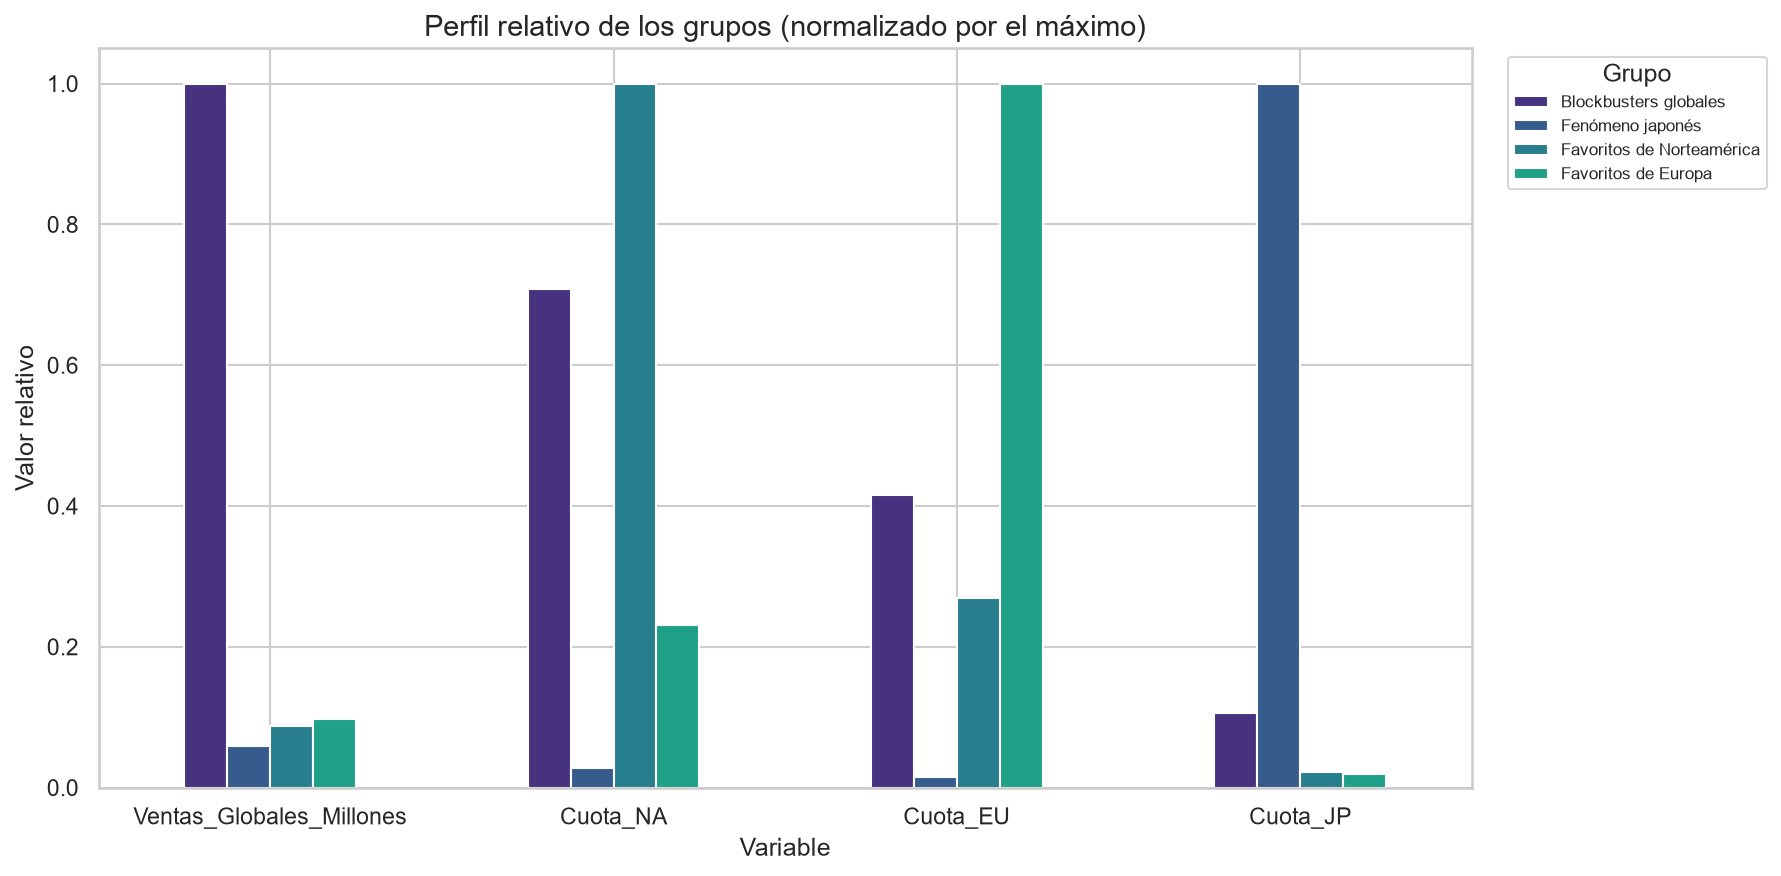 Perfil relativo de los grupos (normalizado por el máximo)
Valor relativo
1.0
0.8
0.6
0.4
0.2
0.0
Ventas_Globales_Millones
Cuota_NA
Cuota_EU
Cuota_JP
Variable
Grupo
Blockbusters globales
Fenómeno japonés
Favoritos de Norteamérica
Favoritos de Europa